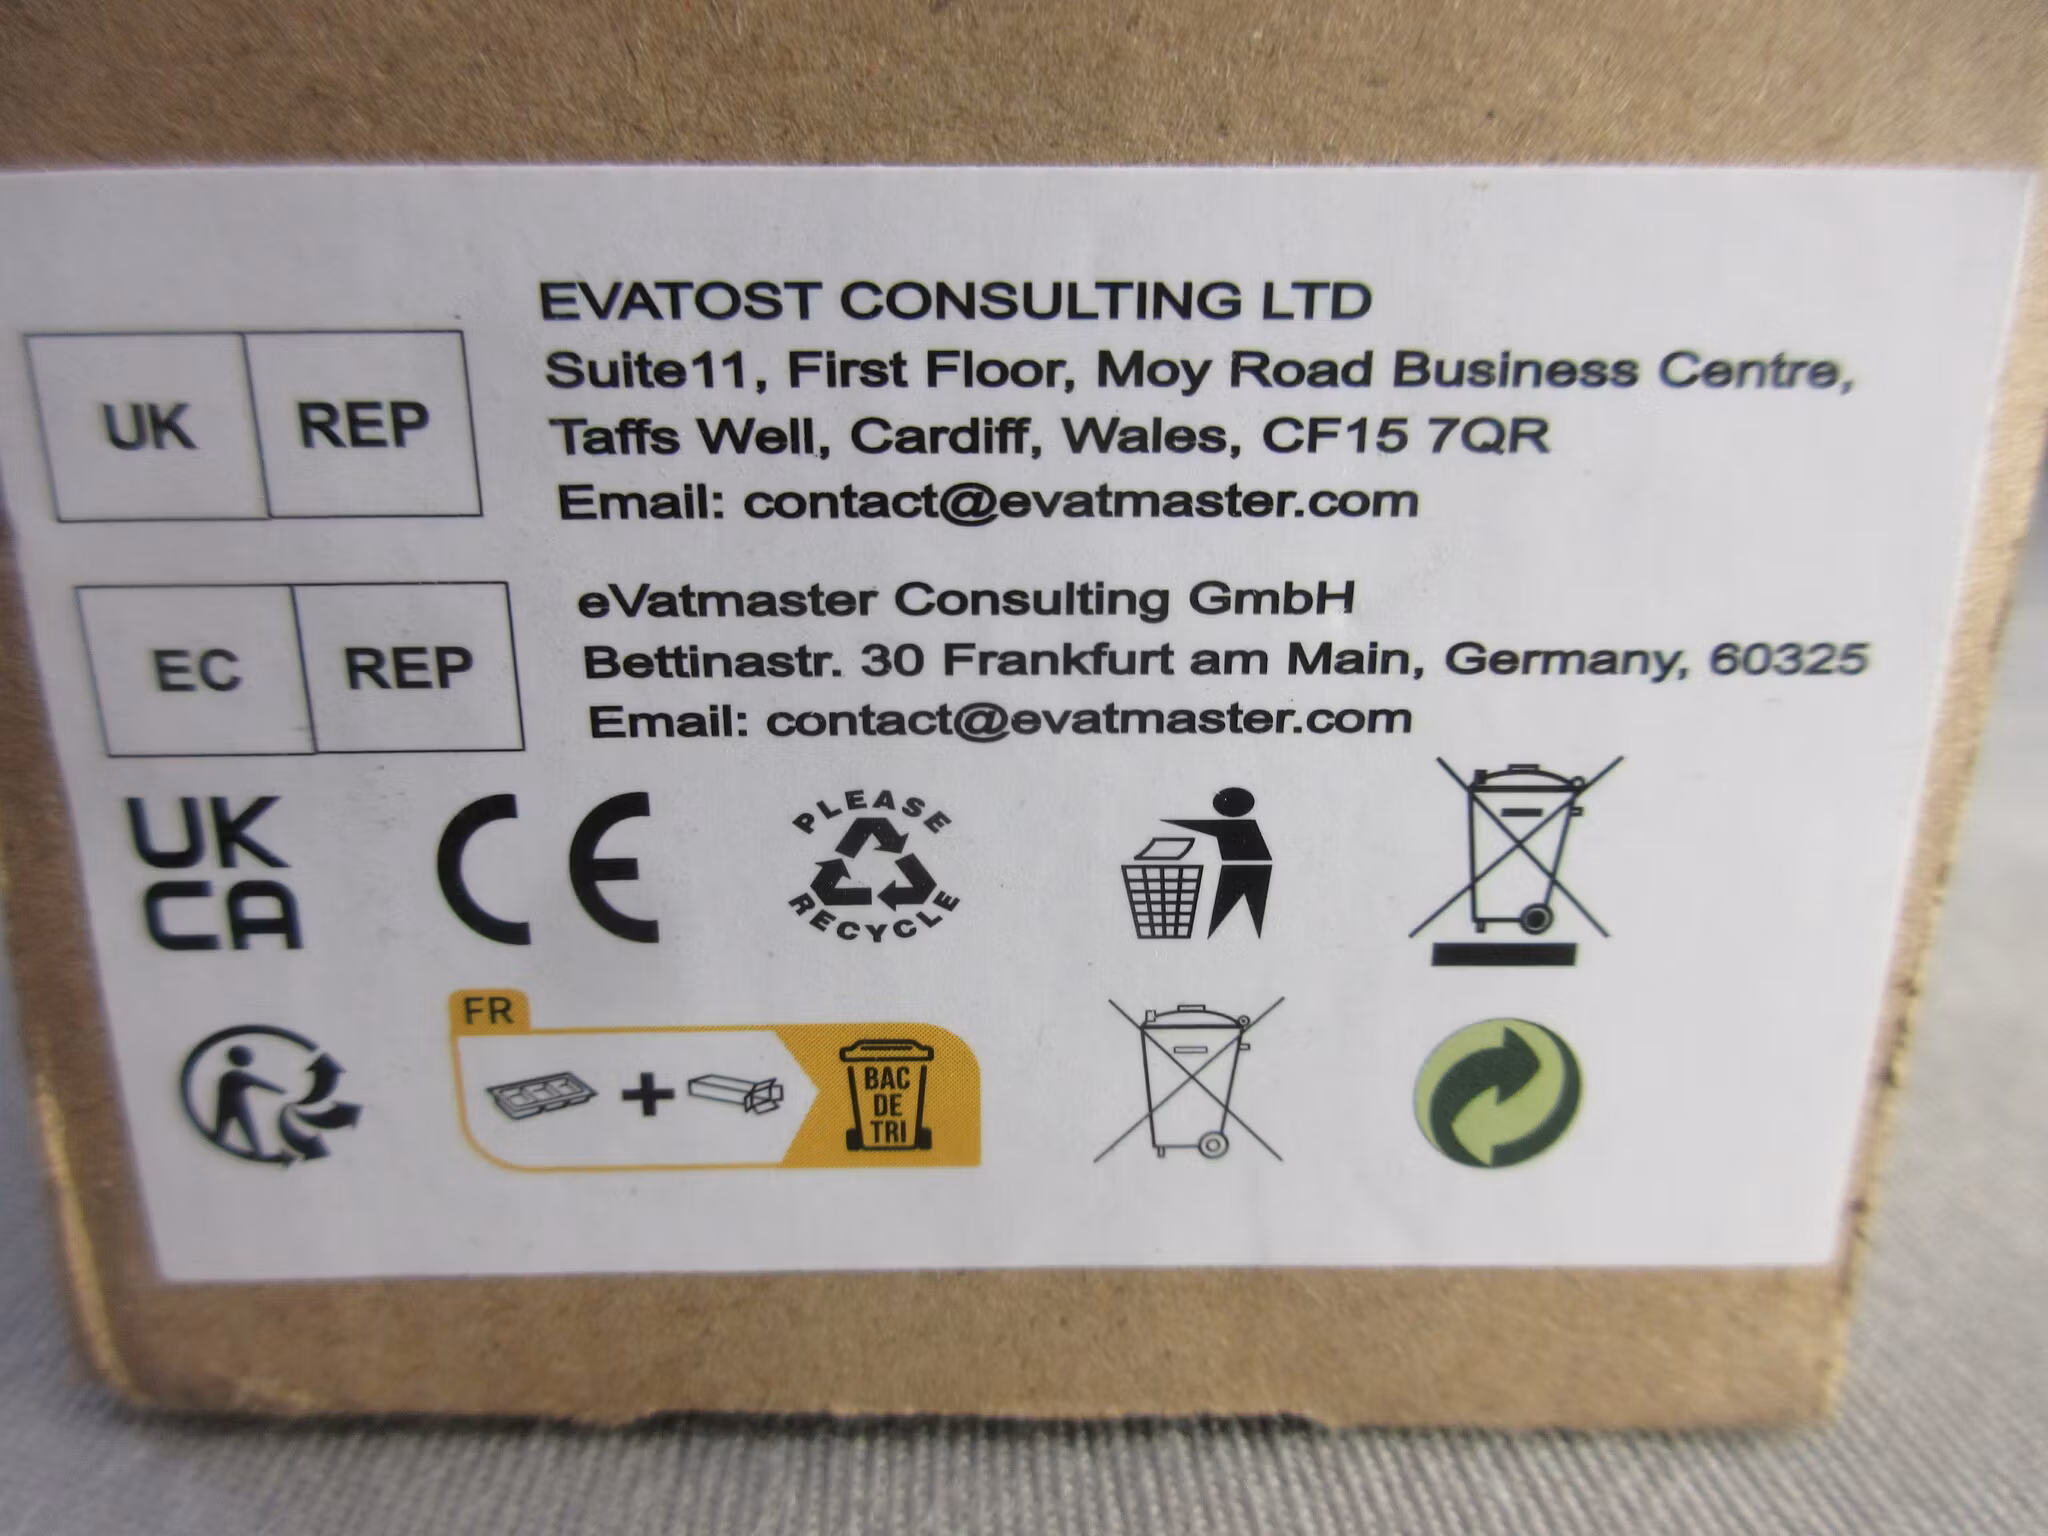 EVATOST CONSULTING LTD
UK REP
Suite11, First Floor, Moy Road Business Centre,
Taffs Well, Cardiff, Wales, CF15 7QR
Email: contact@evatmaster.com
eVatmaster Consulting GmbH
EC REP
Bettinastr. 30 Frankfurt am Main, Germany, 60325
Email: contact@evatmaster.com
UK
CA
CE
PLEASE
RECYCLE
FR
BAC
DE
TRI